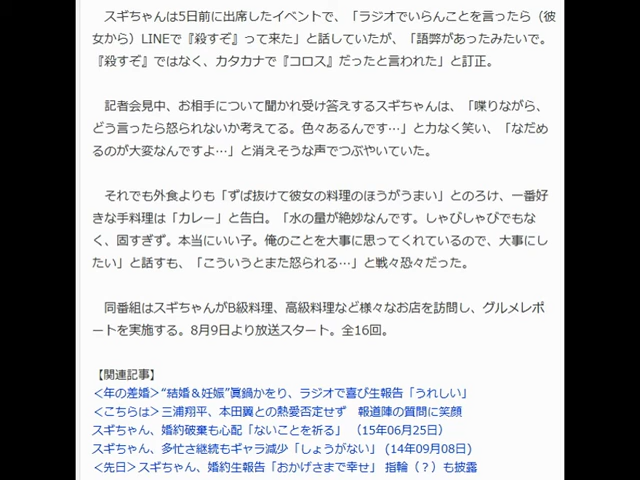 スギちゃんは5日前に出席したイベントで、「ラジオでいらんことを言ったら（彼
女から）LINEで『殺すぞ』って来た」と話していたが、「語弊があったみたいで。
『殺すぞ』ではなく、カタカナで『コロス』だったと言われた」と訂正。
記者会見中、お相手について聞かれ受け答えするスギちゃんは、「喋りながら、
どう言ったら怒られないか考えてる。色々あるんです…」と力なく笑い、「なだめ
るのが大変なんですよ…」と消えそうな声でつぶやいていた。
それでも外食よりも「ずば抜けて彼女の料理のほうがうまい」とのろけ、一番好
きな手料理は「カレー」と告白。「水の量が絶妙なんです。しゃびしゃびでもな
く、固すぎず。本当にいい子。俺のことを大事に思ってくれているので、大事にし
たい」と話すも、「こういうとまた怒られる…」と戦々恐々だった。
同番組はスギちゃんがB級料理、高級料理など様々なお店を訪問し、グルメレポ
ートを実施する。8月9日より放送スタート。全16回。
【関連記事】
＜年の差婚＞“結婚＆妊娠”眞鍋かをり、ラジオで喜び生報告「うれしい」
＜こちらは＞三浦翔平、本田翼との熱愛否定せず　報道陣の質問に笑顔
スギちゃん、婚約破棄も心配「ないことを祈る」（15年06月25日）
スギちゃん、多忙さ継続もギャラ減少「しょうがない」(14年09月08日)
＜先日＞スギちゃん、婚約生報告「おかげさまで幸せ」 指輪（？）も披露